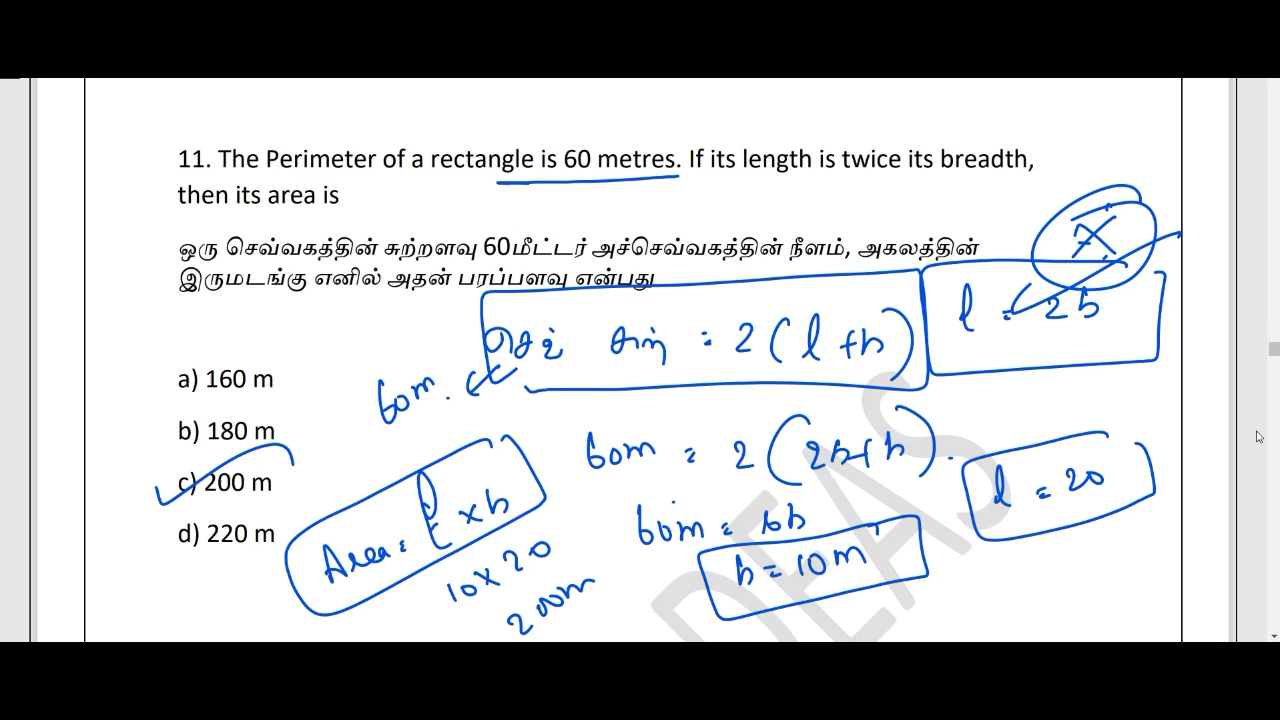 11. The Perimeter of a rectangle is 60 metres. If its length is twice its breadth,
then its area is
ஒரு செவ்வகத்தின் சுற்றளவு 60மீட்டர் அச்செவ்வகத்தின் நீளம், அகலத்தின்
இருமடங்கு எனில் அதன் பரப்பளவு என்பது
l = 2b
= 2 ( l + b )
a) 160 m
60m.
b) 180 m
60m = 2 ( 2b + b ).
c) 200 m
l = 20
Area = l × b
60m = 6b
d) 220 m
b = 10m
10 × 20
200m
DEAS